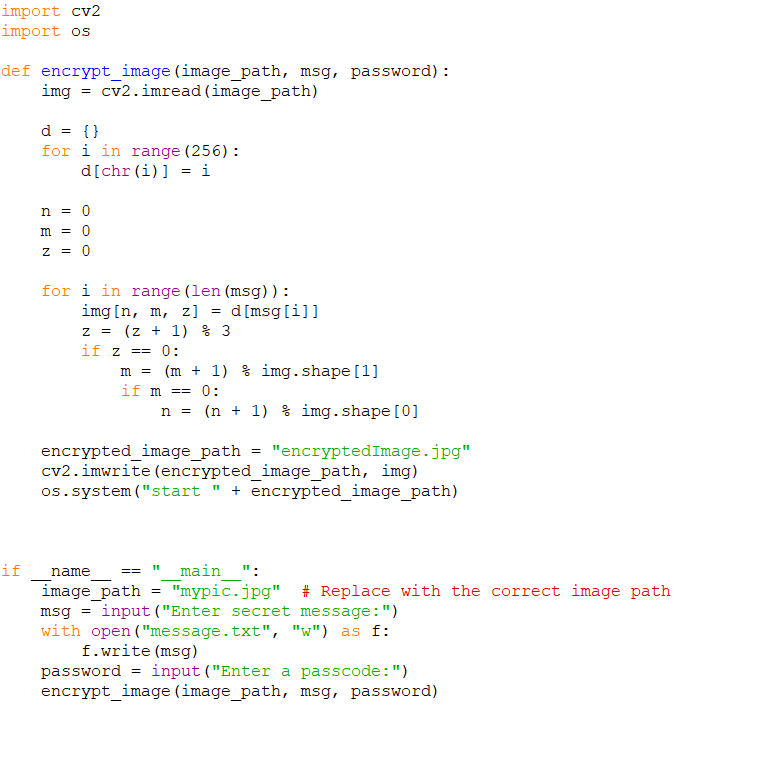 import cv2
import os
def encrypt_image(image_path, msg, password):
    img = cv2.imread(image_path)
    d = {}
    for i in range(256):
        d[chr(i)] = i
    n = 0
    m = 0
    z = 0
    for i in range(len(msg)):
        img[n, m, z] = d[msg[i]]
        z = (z + 1) % 3
        if z == 0:
            m = (m + 1) % img.shape[1]
            if m == 0:
                n = (n + 1) % img.shape[0]
    encrypted_image_path = "encryptedImage.jpg"
    cv2.imwrite(encrypted_image_path, img)
    os.system("start " + encrypted_image_path)
if __name__ == "__main__":
    image_path = "mypic.jpg"  # Replace with the correct image path
    msg = input("Enter secret message:")
    with open("message.txt", "w") as f:
        f.write(msg)
    password = input("Enter a passcode:")
    encrypt_image(image_path, msg, password)